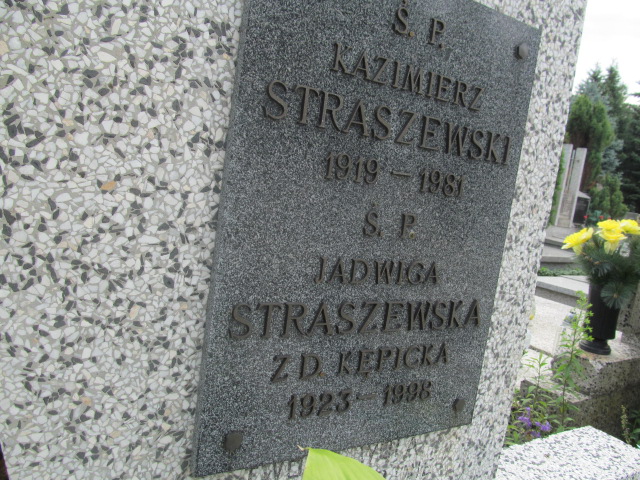 Ś. P.
KAZIMIERZ
STRASZEWSKI
1919 – 1981
Ś. P.
JADWIGA
STRASZEWSKA
Z D. KĘPICKA
1923 – 1998